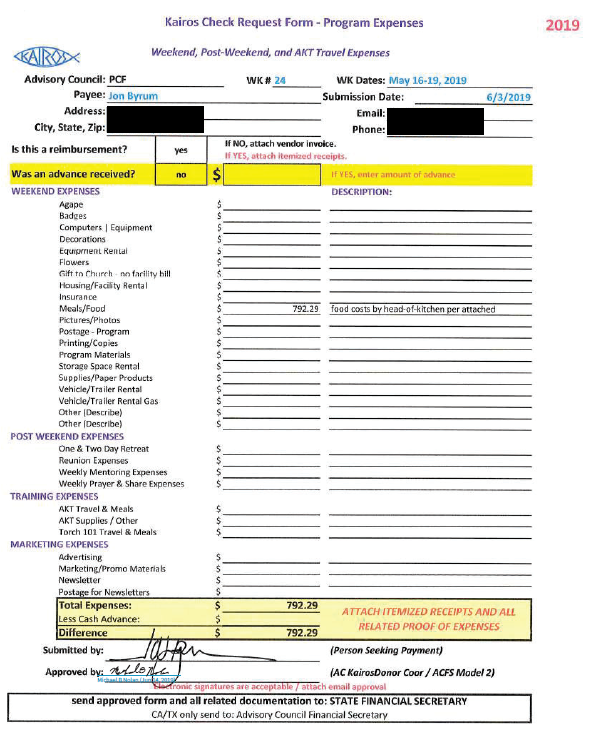 Kairos Check Request Form - Program Expenses 2019
KAIROS
Weekend, Post-Weekend, and AKT Travel Expenses
Advisory Council: PCF WK# 24 WK Dates: May 16-19, 2019
Payee: Jon Byrum Submission Date: 6/3/2019
Address: Email:
City, State, Zip: Phone:
Is this a reimbursement? yes If NO, attach vendor invoice.
If YES, attach itemized receipts.
Was an advance received? no $ If YES, enter amount of advance
WEEKEND EXPENSES DESCRIPTION:
Agape $
Badges $
Computers | Equipment $
Decorations $
Equipment Rental $
Flowers $
Gift to Church - no facility bill $
Housing/Facility Rental $
Insurance $
Meals/Food $ 792.29 food costs by head-of-kitchen per attached
Pictures/Photos $
Postage - Program $
Printing/Copies $
Program Materials $
Storage Space Rental $
Supplies/Paper Products $
Vehicle/Trailer Rental $
Vehicle/Trailer Rental Gas $
Other (Describe) $
Other (Describe) $
POST WEEKEND EXPENSES
One & Two Day Retreat $
Reunion Expenses $
Weekly Mentoring Expenses $
Weekly Prayer & Share Expenses $
TRAINING EXPENSES
AKT Travel & Meals $
AKT Supplies / Other $
Torch 101 Travel & Meals $
MARKETING EXPENSES
Advertising $
Marketing/Promo Materials $
Newsletter $
Postage for Newsletters $
Total Expenses: $ 792.29 ATTACH ITEMIZED RECEIPTS AND ALL
Less Cash Advance: $ RELATED PROOF OF EXPENSES
Difference $ 792.29
Submitted by: (Person Seeking Payment)
Approved by: (AC KairosDonor Coor / ACFS Model 2)
Electronic signatures are acceptable / attach email approval
send approved form and all related documentation to: STATE FINANCIAL SECRETARY
CA/TX only send to: Advisory Council Financial Secretary